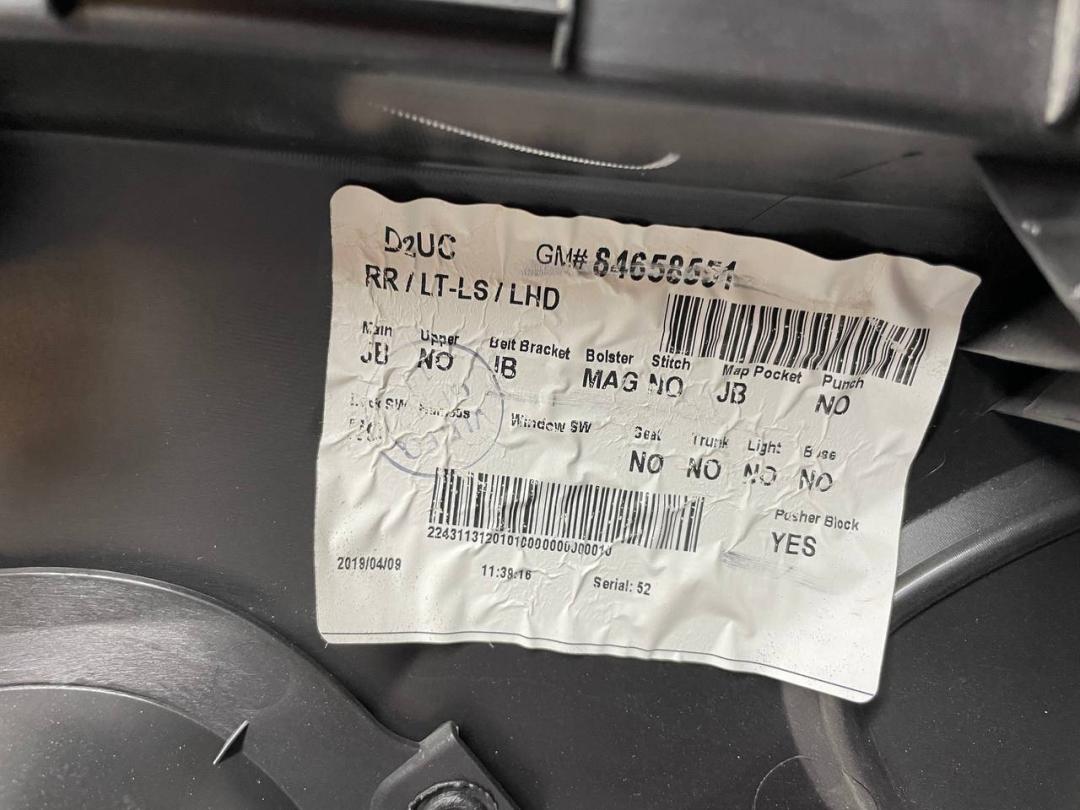 D2UC GM# 84658551
RR / LT-LS / LHD
Main Upper Belt Bracket Bolster Stitch Map Pocket Punch
JB NO JB MAG NO JB NO
Window SW Seat Trunk Light Base
NO NO NO NO
Pusher Block
YES
2019/04/09 11:39:16 Serial: 52